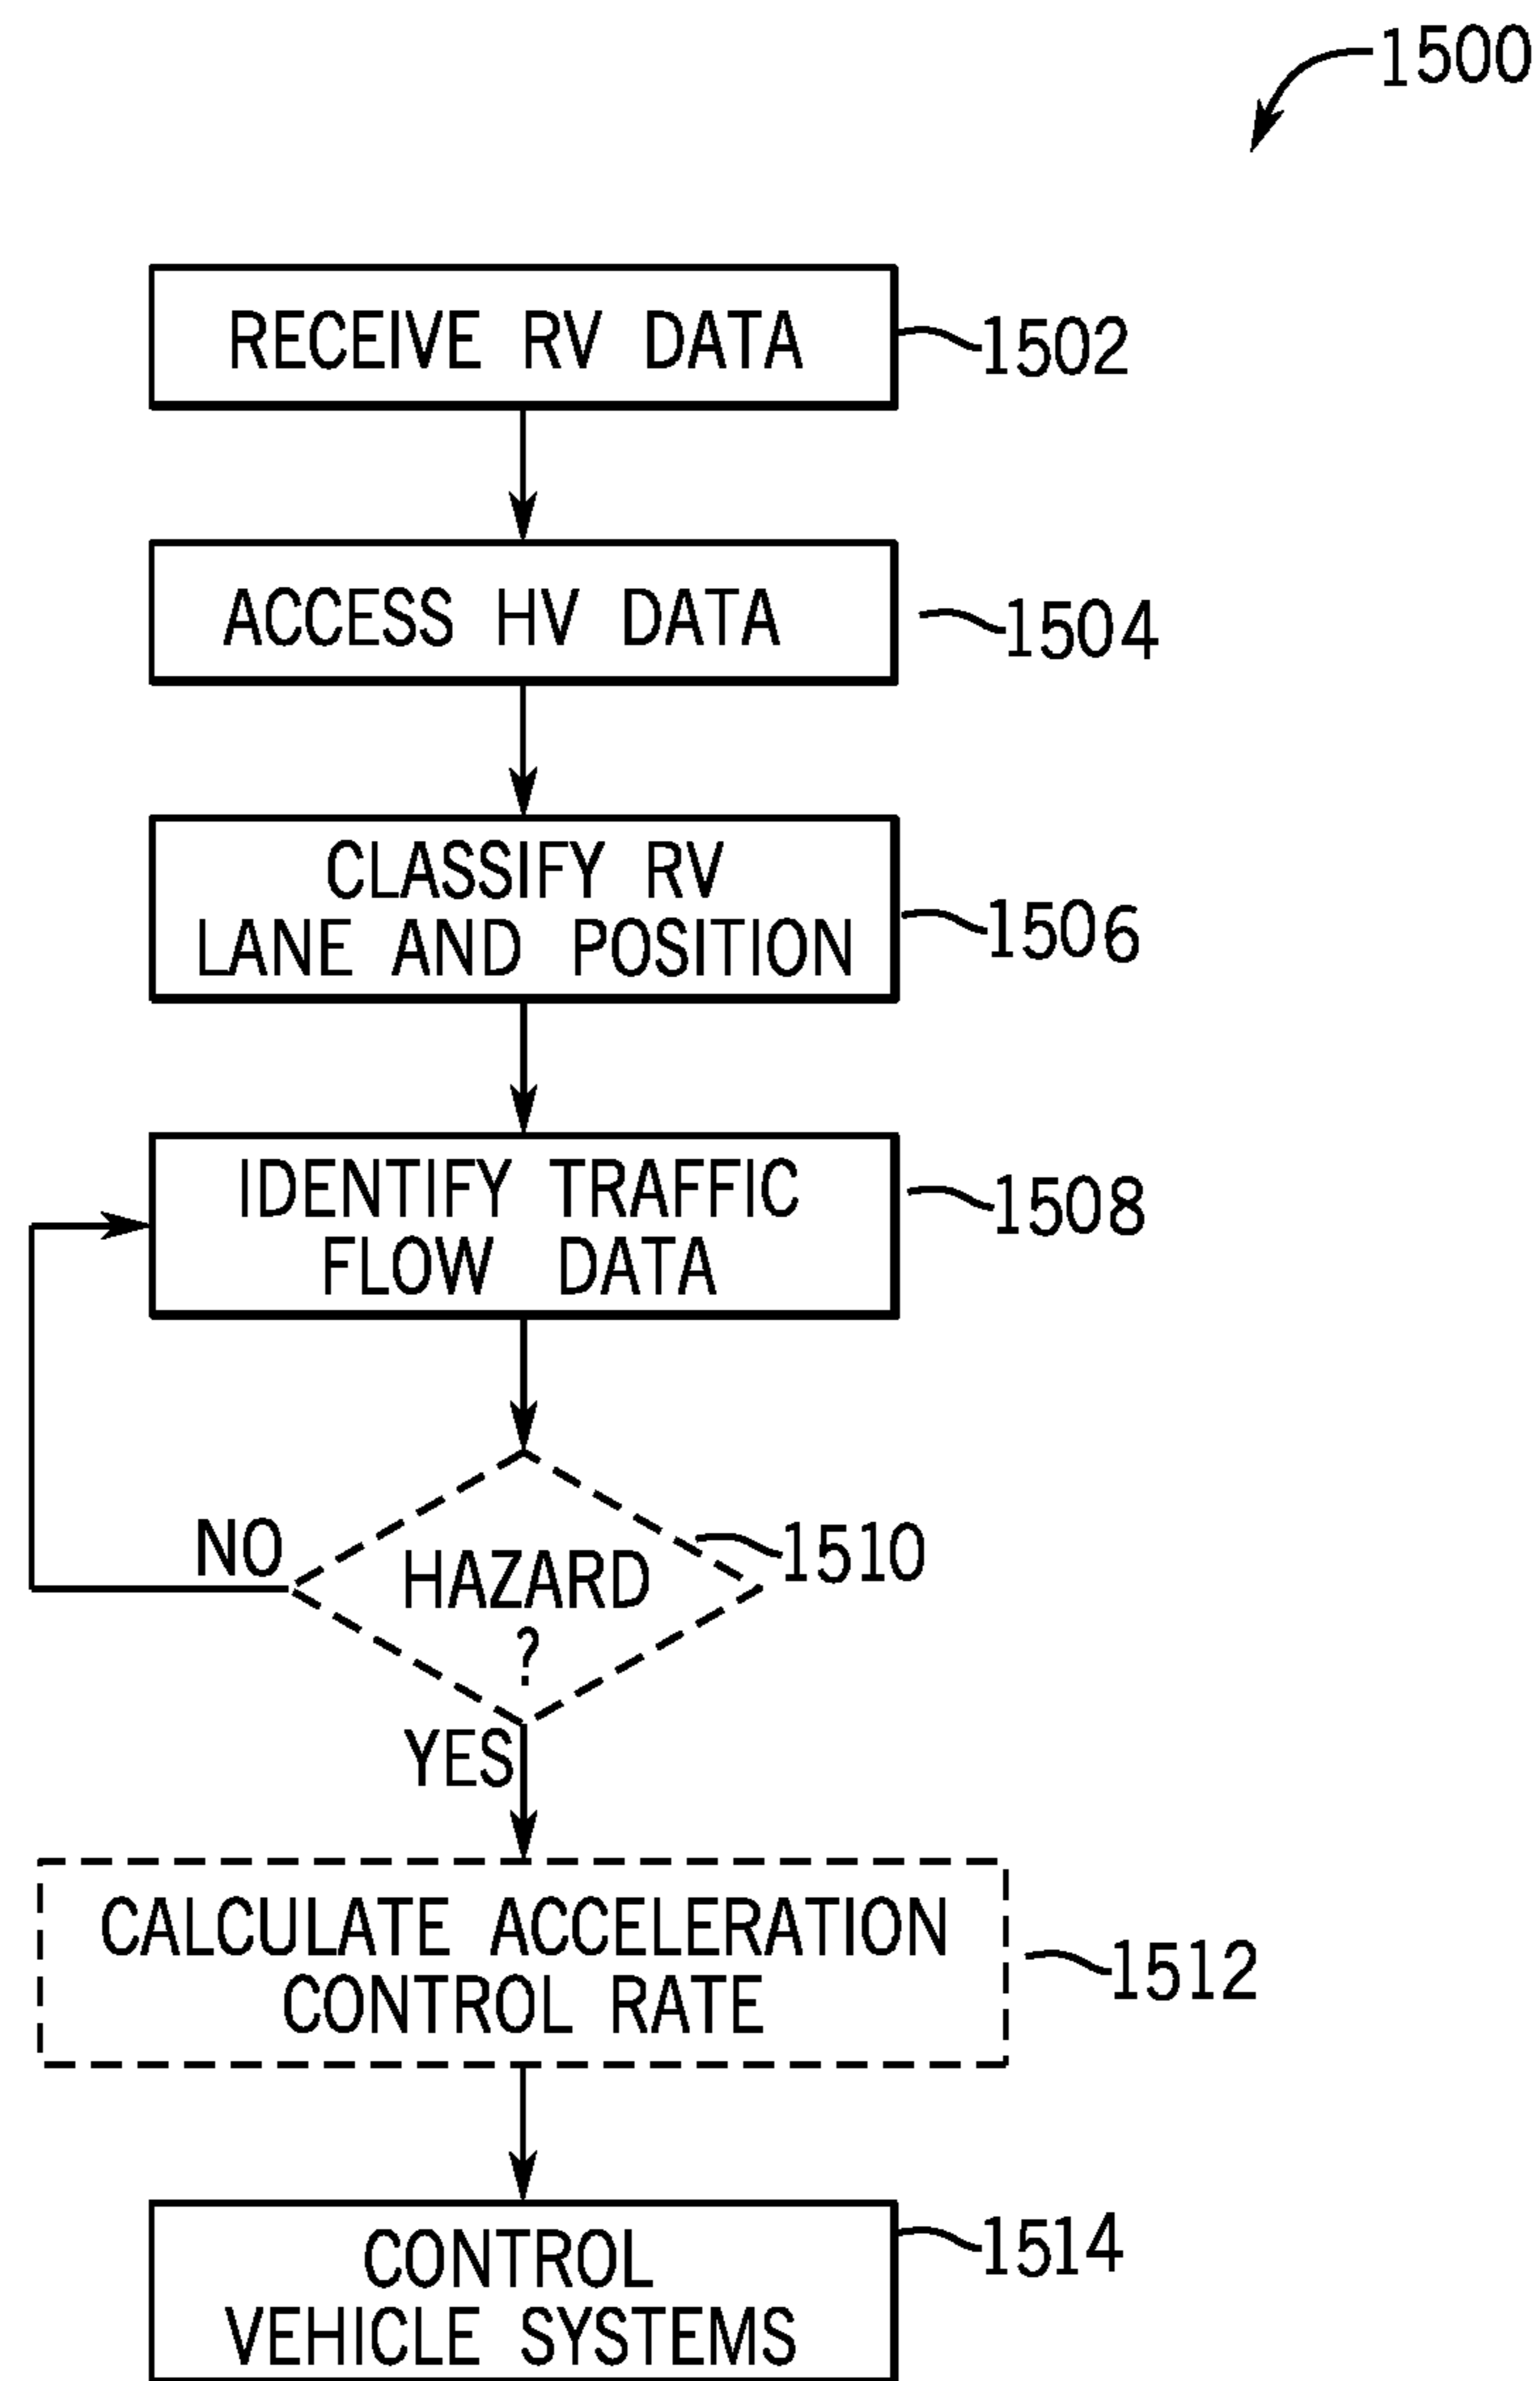 1500
RECEIVE RV DATA
1502
ACCESS HV DATA
1504
CLASSIFY RV
LANE AND POSITION
1506
IDENTIFY TRAFFIC
FLOW DATA
1508
NO
HAZARD
?
1510
YES
CALCULATE ACCELERATION
CONTROL RATE
1512
CONTROL
VEHICLE SYSTEMS
1514